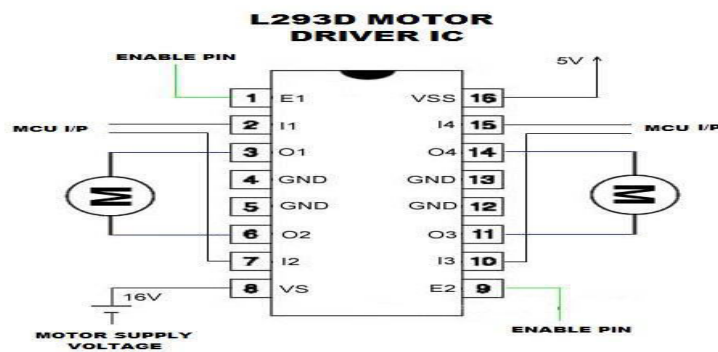 L293D MOTOR
DRIVER IC
ENABLE PIN
5V
1 E1 VSS 16
MCU I/P 2 I1 I4 15 MCU I/P
3 O1 O4 14
M 4 GND GND 13 M
5 GND GND 12
6 O2 O3 11
7 I2 I3 10
16V 8 VS E2 9
MOTOR SUPPLY
VOLTAGE
ENABLE PIN